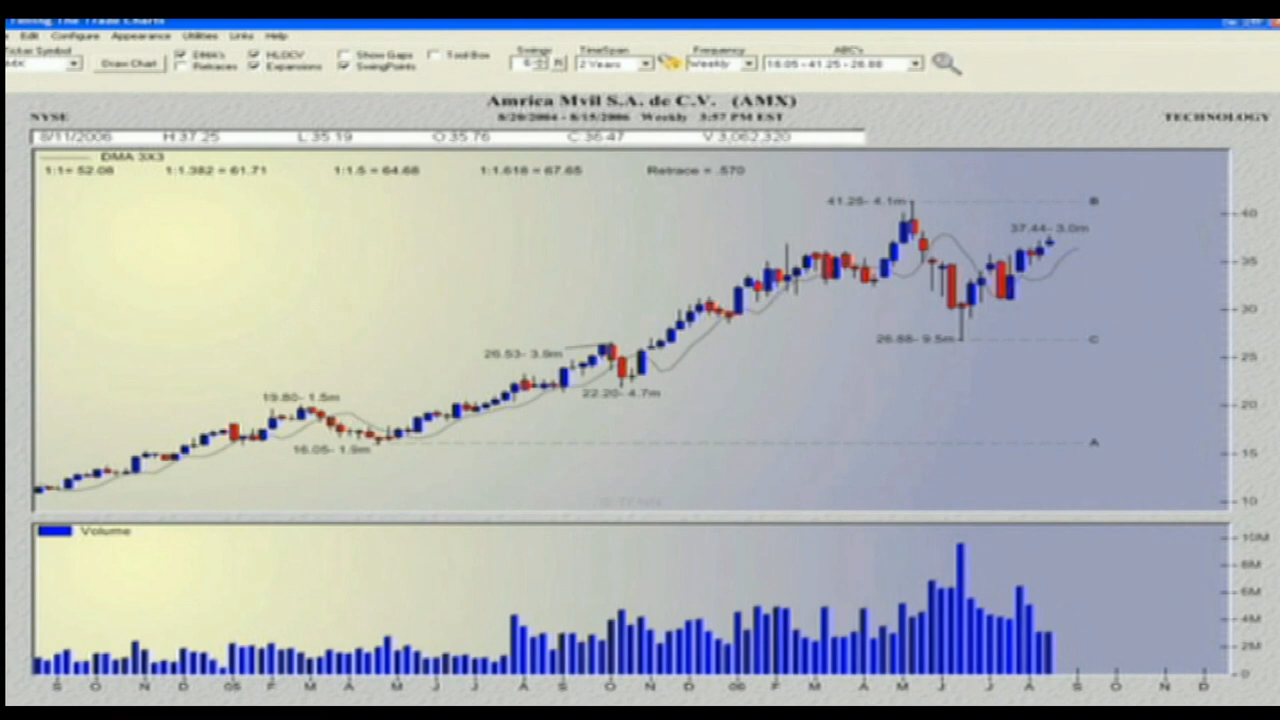 Timing The Trade Charts
Edit Configure Appearance Utilities Links Help
Ticker Symbol DMA's HLOCV Show Gaps Tool Box Swings TimeSpan Frequency ABC's
AMX Draw Chart Retraces Expansions SwingPoints 6 R 2 Years Weekly 16.05 - 41.25 - 26.88
Amrica Mvil S.A. de C.V. (AMX)
NYSE 8/20/2004 - 8/15/2006 Weekly 3:57 PM EST TECHNOLOGY
8/11/2006 H 37.25 L 35.19 O 35.76 C 36.47 V 3,062,320
DMA 3X3
1:1= 52.08 1:1.382 = 61.71 1:1.5 = 64.68 1:1.618 = 67.65 Retrace = .570
41.25- 4.1m B
40
37.44- 3.0m
35
30
26.88- 9.5m C
26.53- 3.9m
25
22.20- 4.7m
19.80- 1.5m
20
16.05- 1.9m A
15
10
Volume
10M
8M
6M
4M
2M
0
S O N D 05 F M A M J J A S O N D 06 F M A M J J A S O N D